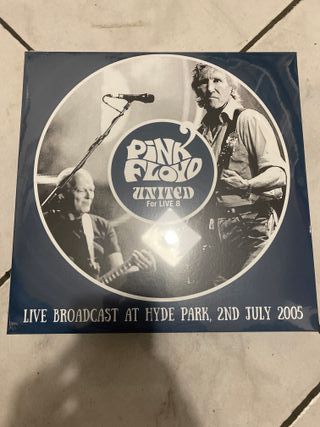 PINK
FLOYD
UNITED
For LIVE 8
LIVE BROADCAST AT HYDE PARK, 2ND JULY 2005